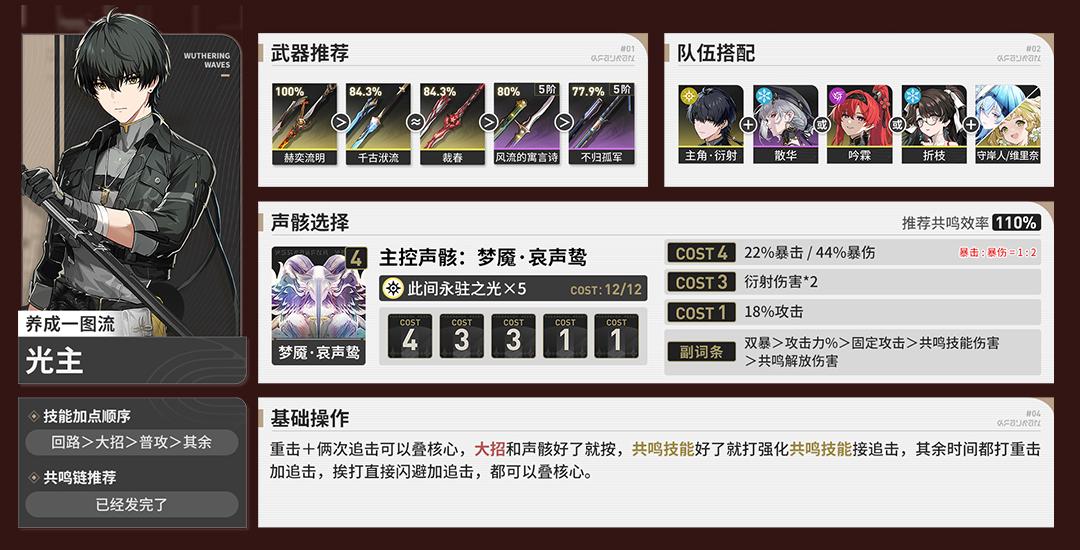 WUTHERING
WAVES
养成一图流
光主
技能加点顺序
回路＞大招＞普攻＞其余
共鸣链推荐
已经发完了
武器推荐
#01
100%
84.3%
84.3%
80%
5阶
77.9%
5阶
> ≈ > >
赫奕流明
千古洑流
裁春
风流的寓言诗
不归孤军
队伍搭配
#02
+ 或 或 +
主角·衍射
散华
吟霖
折枝
守岸人/维里奈
声骸选择
推荐共鸣效率 110%
4
梦魇·哀声鸷
主控声骸：梦魇·哀声鸷
此间永驻之光×5
COST: 12/12
COST 4
COST 3
COST 3
COST 1
COST 1
COST 4 22%暴击 / 44%暴伤 暴击 : 暴伤 = 1 : 2
COST 3 衍射伤害*2
COST 1 18%攻击
副词条 双暴＞攻击力%＞固定攻击＞共鸣技能伤害
＞共鸣解放伤害
基础操作
#04
重击＋俩次追击可以叠核心，大招和声骸好了就按，共鸣技能好了就打强化共鸣技能接追击，其余时间都打重击
加追击，挨打直接闪避加追击，都可以叠核心。